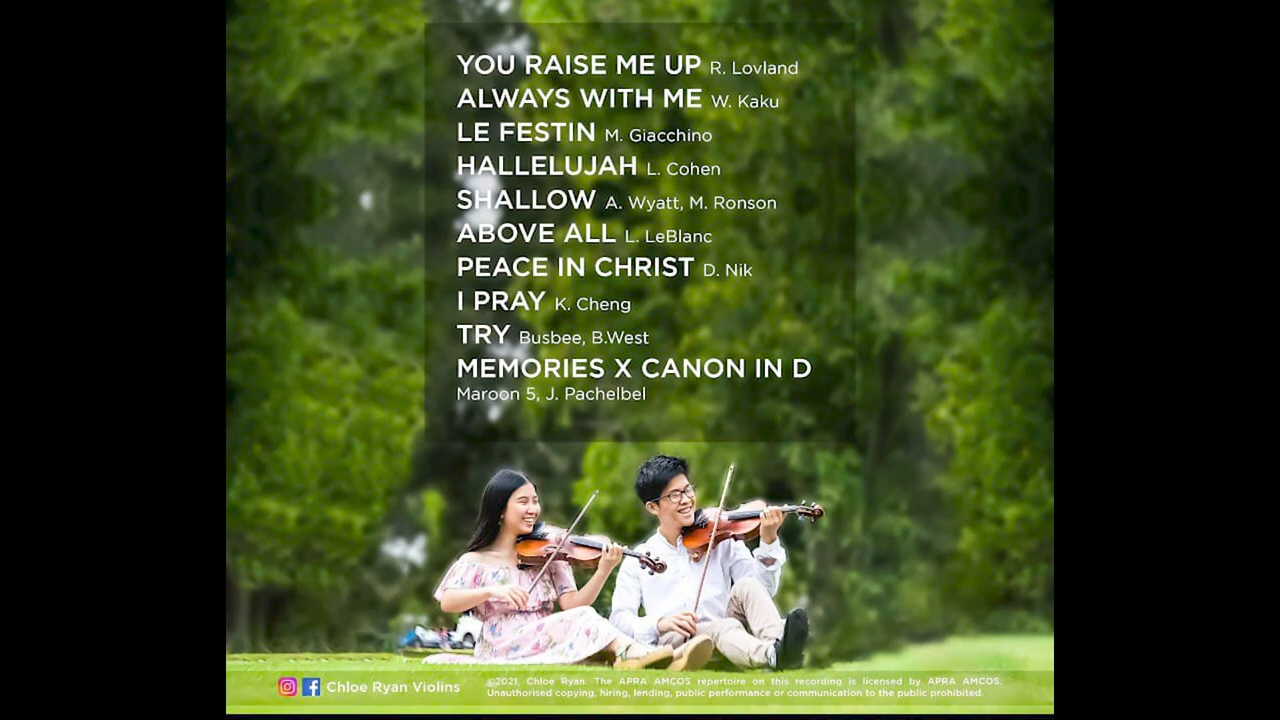 YOU RAISE ME UP R. Lovland
ALWAYS WITH ME W. Kaku
LE FESTIN M. Giacchino
HALLELUJAH L. Cohen
SHALLOW A. Wyatt, M. Ronson
ABOVE ALL L. LeBlanc
PEACE IN CHRIST D. Nik
I PRAY K. Cheng
TRY Busbee, B.West
MEMORIES X CANON IN D
Maroon 5, J. Pachelbel
Chloe Ryan Violins
©2021, Chloe Ryan. The APRA AMCOS repertoire on this recording is licensed by APRA AMCOS.
Unauthorised copying, hiring, lending, public performance or communication to the public prohibited.